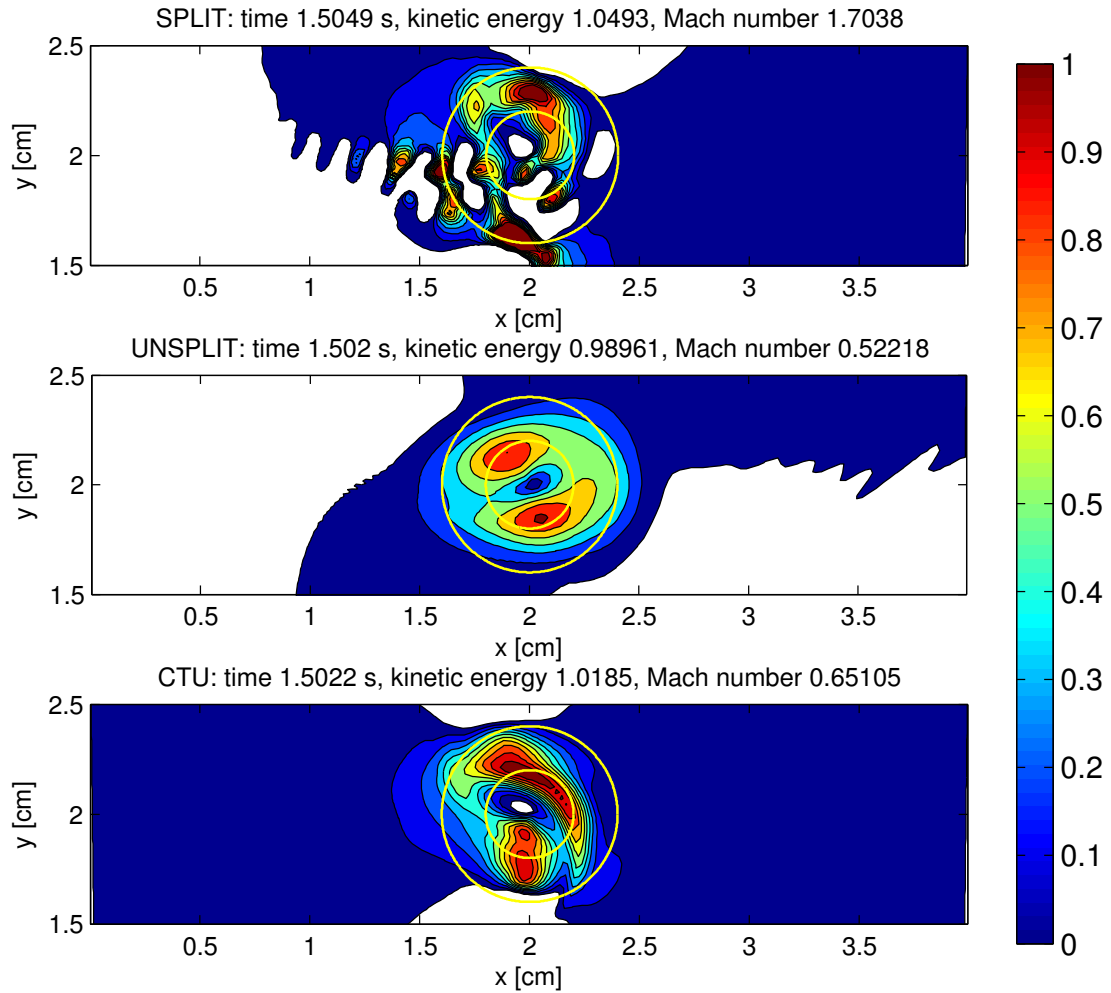 SPLIT: time 1.5049 s, kinetic energy 1.0493, Mach number 1.7038
2.5
2
1.5
y [cm]
0.5 1 1.5 2 2.5 3 3.5
x [cm]
UNSPLIT: time 1.502 s, kinetic energy 0.98961, Mach number 0.52218
2.5
2
1.5
y [cm]
0.5 1 1.5 2 2.5 3 3.5
x [cm]
CTU: time 1.5022 s, kinetic energy 1.0185, Mach number 0.65105
2.5
2
1.5
y [cm]
0.5 1 1.5 2 2.5 3 3.5
x [cm]
1
0.9
0.8
0.7
0.6
0.5
0.4
0.3
0.2
0.1
0